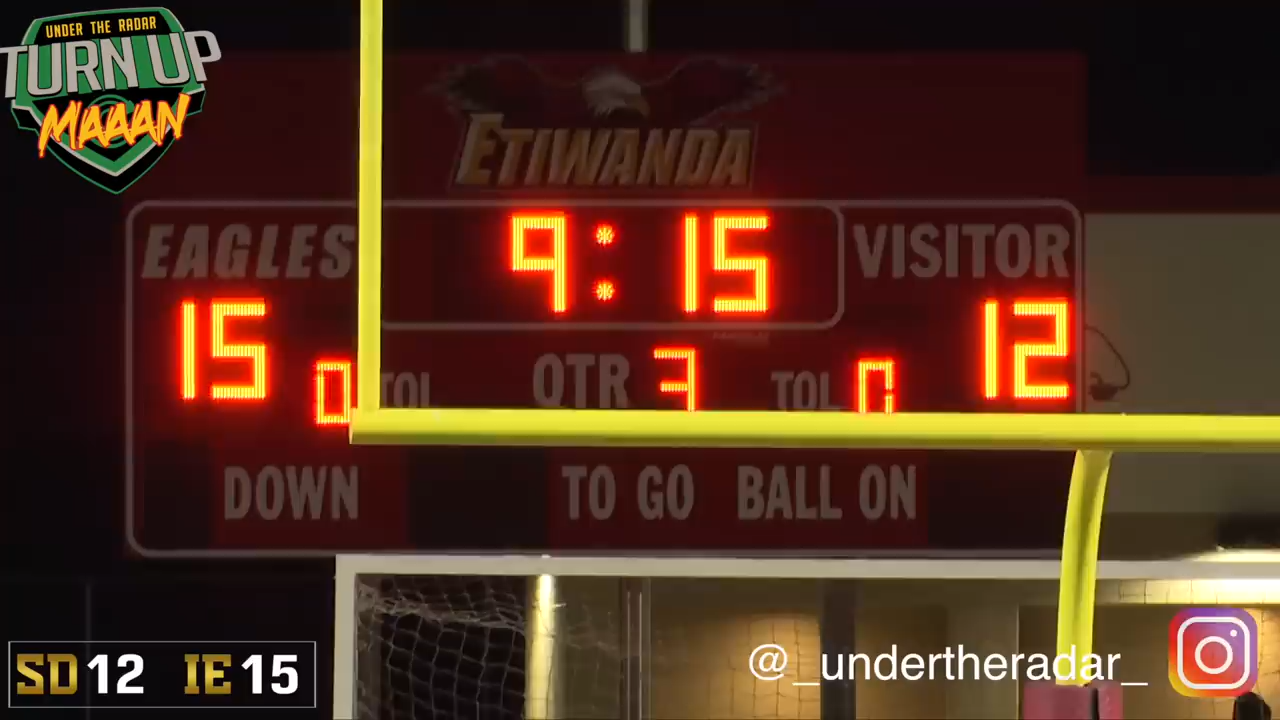 UNDER THE RADAR
TURN UP
MAAAN
ETIWANDA
EAGLES 9:15 VISITOR
15 0 TOL QTR 3 TOL 0 12
DOWN TO GO BALL ON
SD 12 IE 15
@_undertheradar_